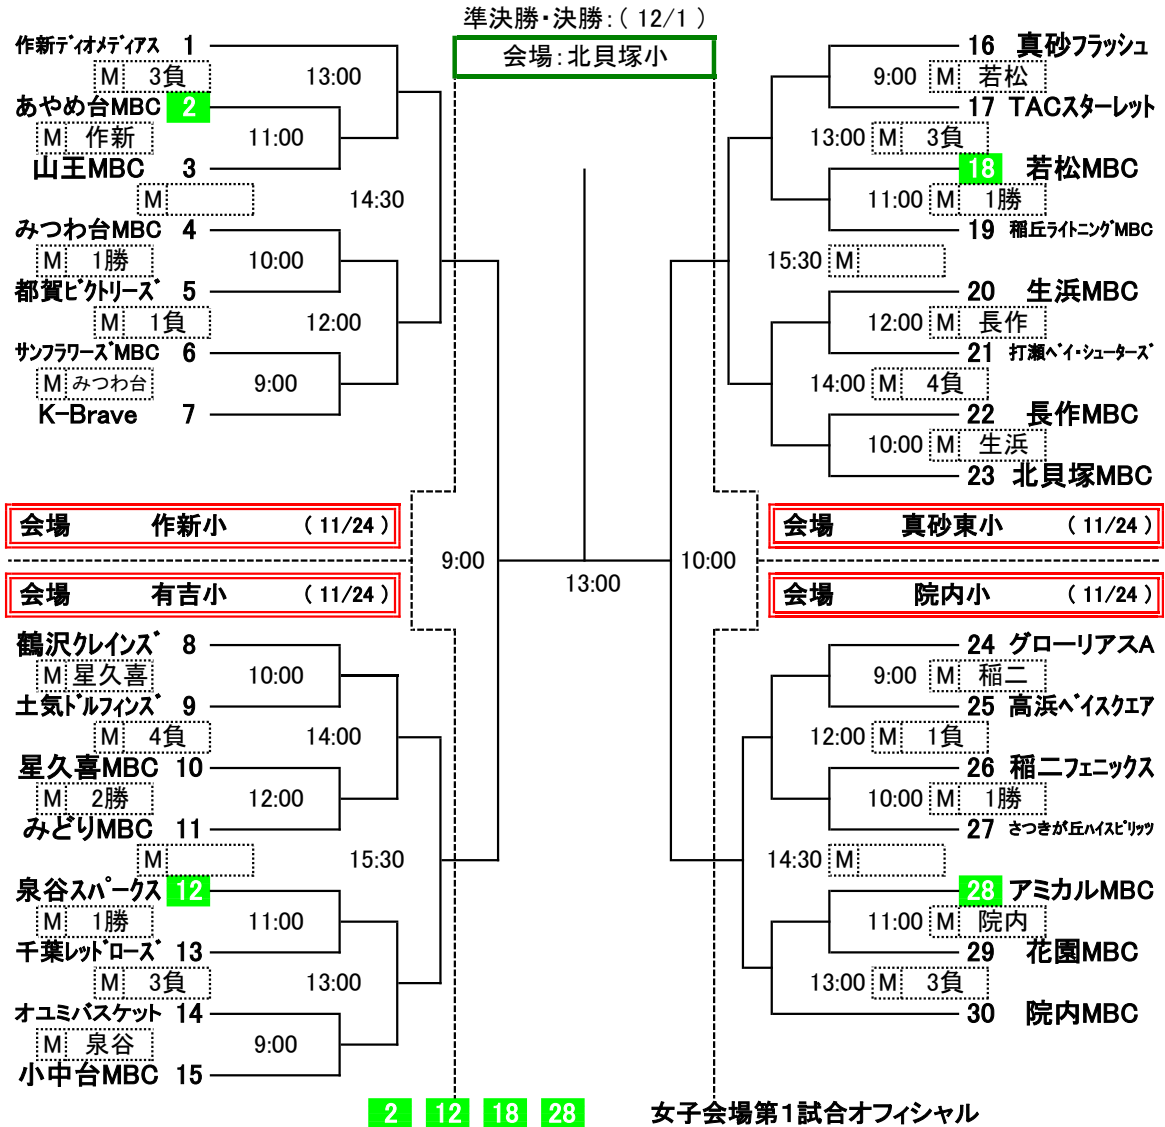 準決勝・決勝：（ 12/1 ）
会場：北貝塚小
作新ディオメディアス 1
M 3負 13:00
あやめ台MBC 2
M 作新 11:00
山王MBC 3
M 14:30
みつわ台MBC 4
M 1勝 10:00
都賀ビクトリーズ 5
M 1負 12:00
サンフラワーズMBC 6
M みつわ台 9:00
K-Brave 7
会場 作新小 （ 11/24 ）
16 真砂フラッシュ
9:00 M 若松
17 TACスターレット
13:00 M 3負
18 若松MBC
11:00 M 1勝
19 稲丘ライトニングMBC
15:30 M
20 生浜MBC
12:00 M 長作
21 打瀬ベイ・シューターズ
14:00 M 4負
22 長作MBC
10:00 M 生浜
23 北貝塚MBC
会場 真砂東小 （ 11/24 ）
9:00
13:00
10:00
会場 有吉小 （ 11/24 ）
鶴沢クレインズ 8
M 星久喜 10:00
土気ドルフィンズ 9
M 4負 14:00
星久喜MBC 10
M 2勝 12:00
みどりMBC 11
M 15:30
泉谷スパークス 12
M 1勝 11:00
千葉レッドローズ 13
M 3負 13:00
オユミバスケット 14
M 泉谷 9:00
小中台MBC 15
会場 院内小 （ 11/24 ）
24 グローリアスA
9:00 M 稲二
25 高浜ベイスクエア
12:00 M 1負
26 稲二フェニックス
10:00 M 1勝
27 さつきが丘ハイスピリッツ
14:30 M
28 アミカルMBC
11:00 M 院内
29 花園MBC
13:00 M 3負
30 院内MBC
2 12 18 28 女子会場第１試合オフィシャル